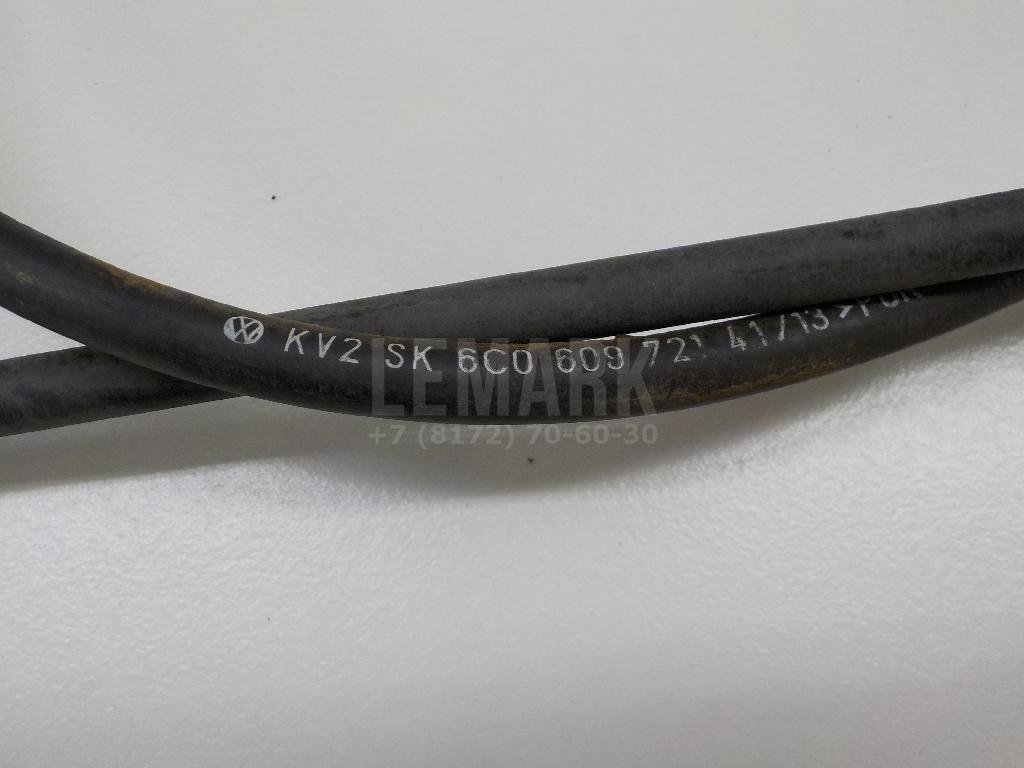 KV2 SK 6C0 609 721 41/13
LEMARK
+7 (8172) 70-60-30